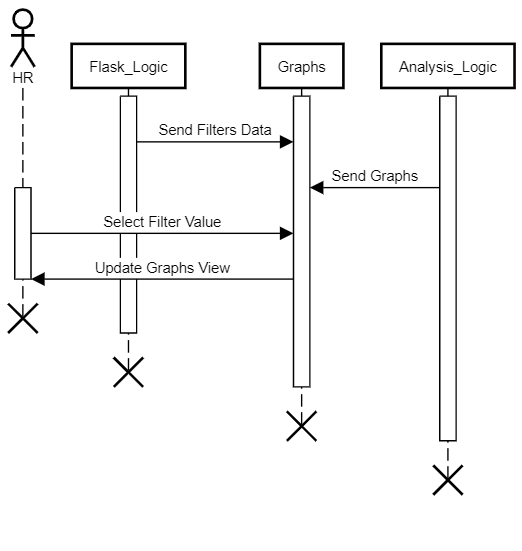 HR
Flask_Logic
Graphs
Analysis_Logic
Send Filters Data
Send Graphs
Select Filter Value
Update Graphs View